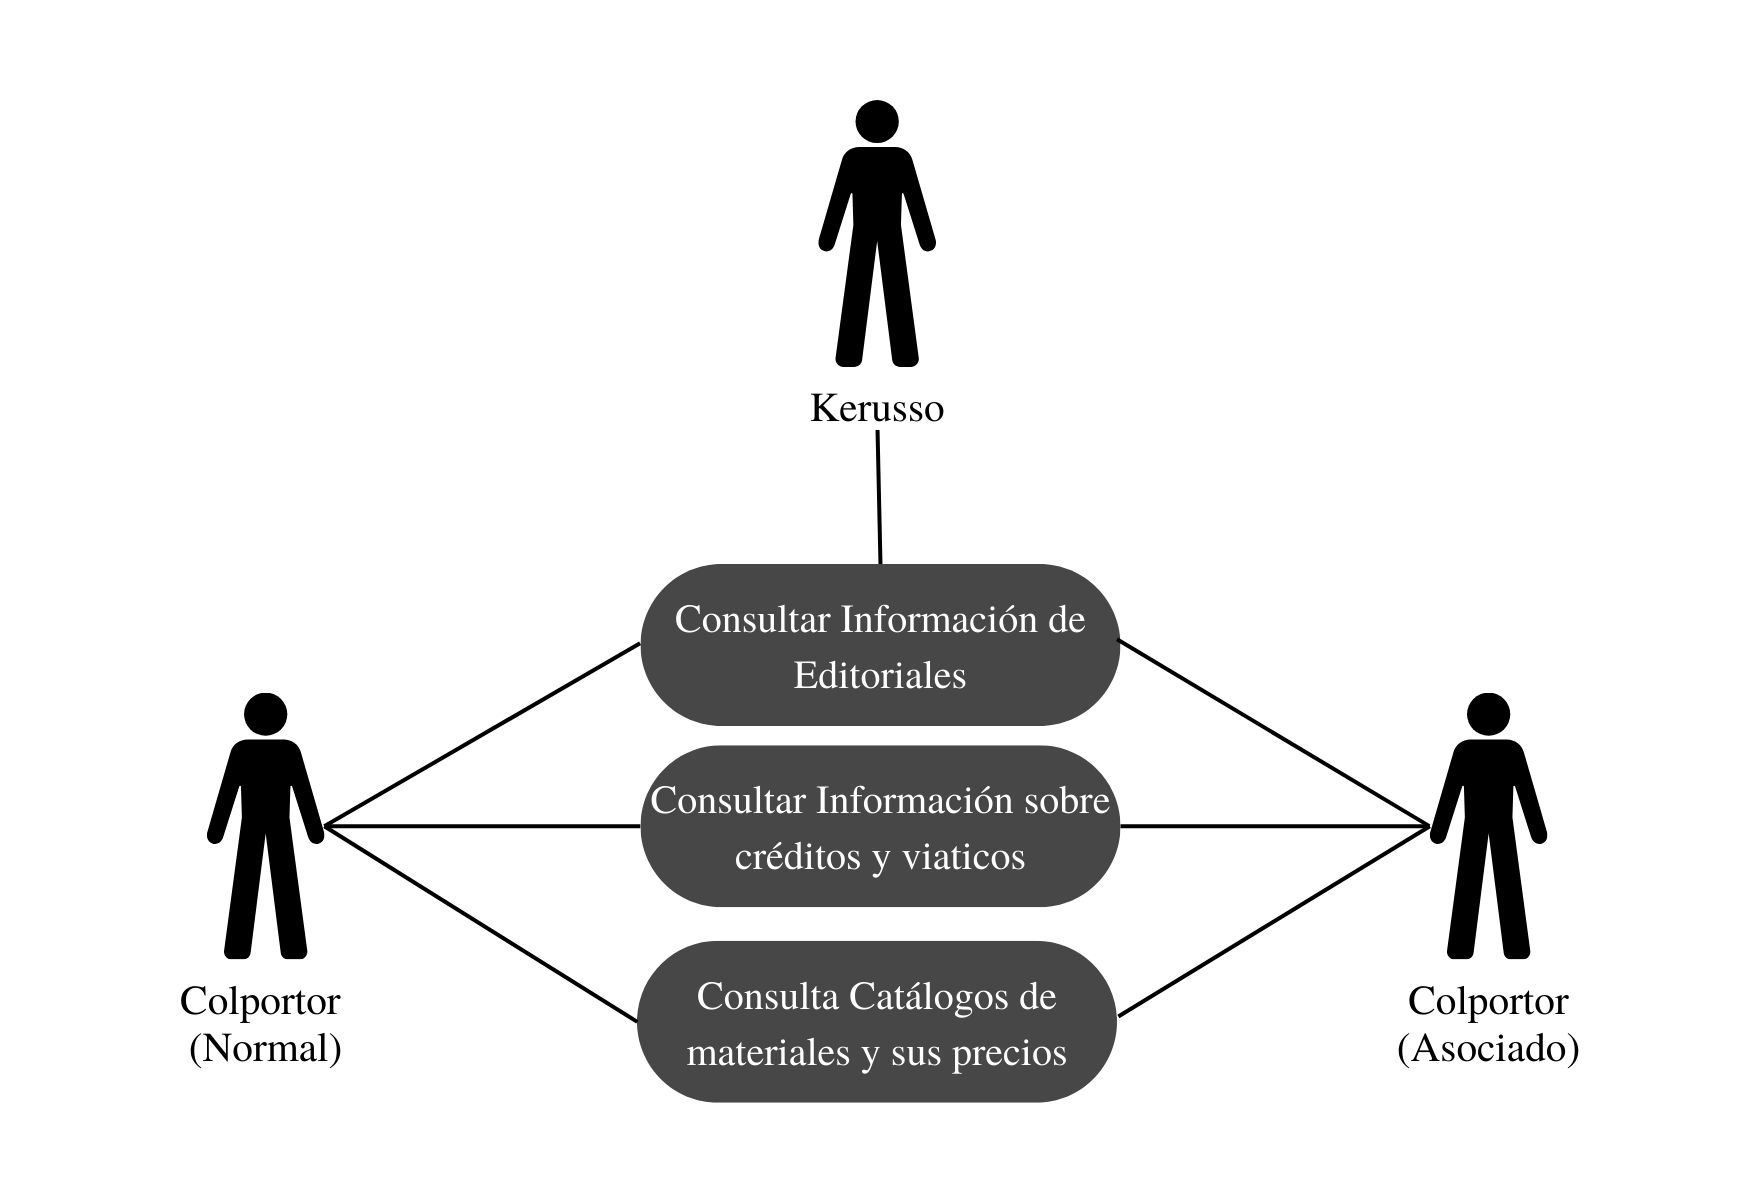 Kerusso
Consultar Información de
Editoriales
Consultar Información sobre
créditos y viaticos
Consulta Catálogos de
materiales y sus precios
Colportor
(Normal)
Colportor
(Asociado)